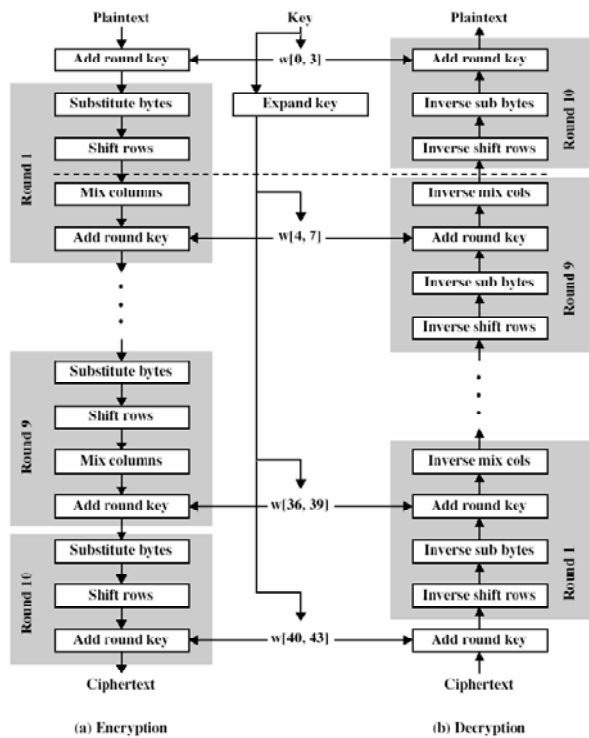 Plaintext
Key
Plaintext
Add round key
w[0, 3]
Add round key
Substitute bytes
Expand key
Inverse sub bytes
Round 10
Shift rows
Inverse shift rows
Round 1
Mix columns
Inverse mix cols
Add round key
w[4, 7]
Add round key
Round 9
Inverse sub bytes
Inverse shift rows
Substitute bytes
Shift rows
Round 9
Mix columns
Inverse mix cols
Add round key
w[36, 39]
Add round key
Substitute bytes
Inverse sub bytes
Round 1
Round 10
Shift rows
Inverse shift rows
Add round key
w[40, 43]
Add round key
Ciphertext
Ciphertext
(a) Encryption
(b) Decryption